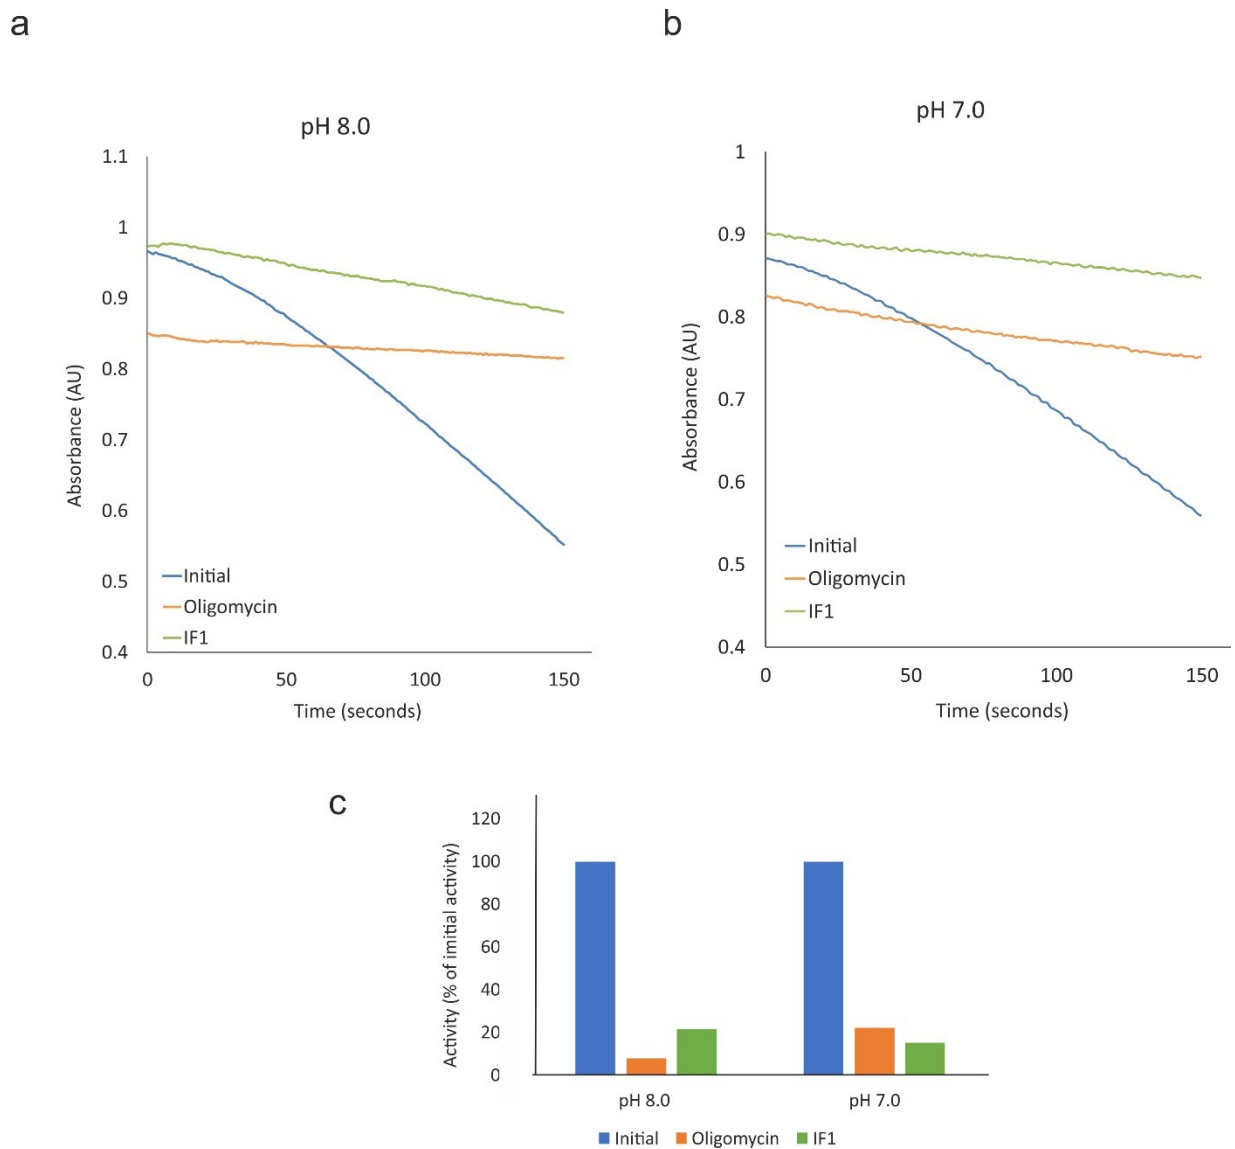 a
pH 8.0
1.1
1
0.9
0.8
0.7
0.6
0.5
0.4
Absorbance (AU)
Initial
Oligomycin
IF1
0 50 100 150
Time (seconds)
b
pH 7.0
1
0.9
0.8
0.7
0.6
0.5
0.4
Absorbance (AU)
Initial
Oligomycin
IF1
0 50 100 150
Time (seconds)
c
120
100
80
60
40
20
0
Activity (% of imitial activity)
pH 8.0 pH 7.0
Initial Oligomycin IF1